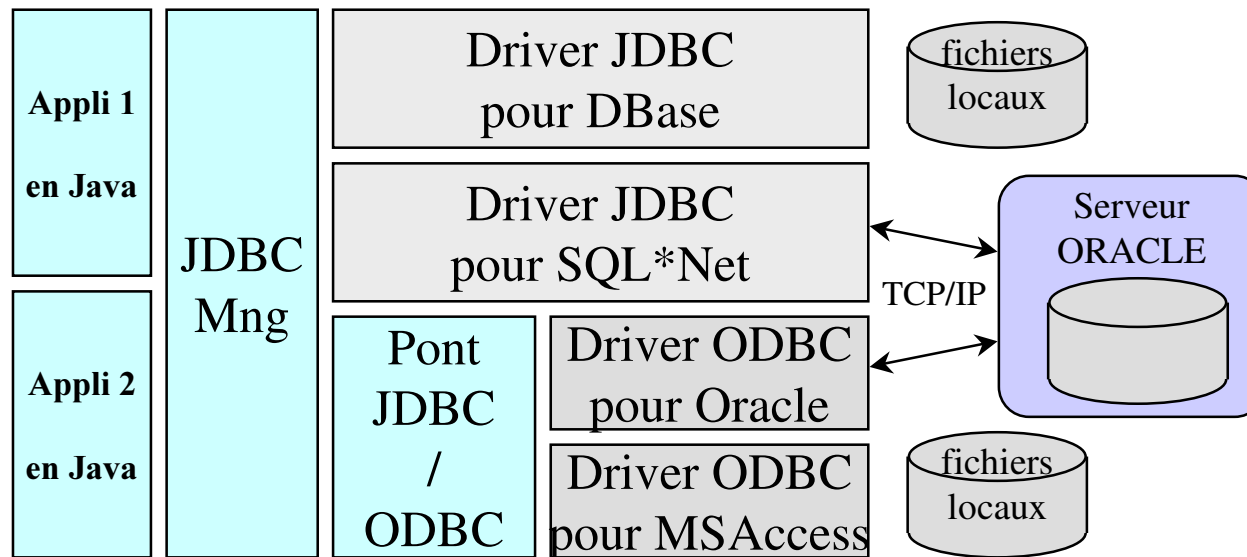 Appli 1
en Java
Appli 2
en Java
JDBC
Mng
Driver JDBC
pour DBase
Driver JDBC
pour SQL*Net
Pont
JDBC
/
ODBC
Driver ODBC
pour Oracle
Driver ODBC
pour MSAccess
fichiers
locaux
TCP/IP
Serveur
ORACLE
fichiers
locaux